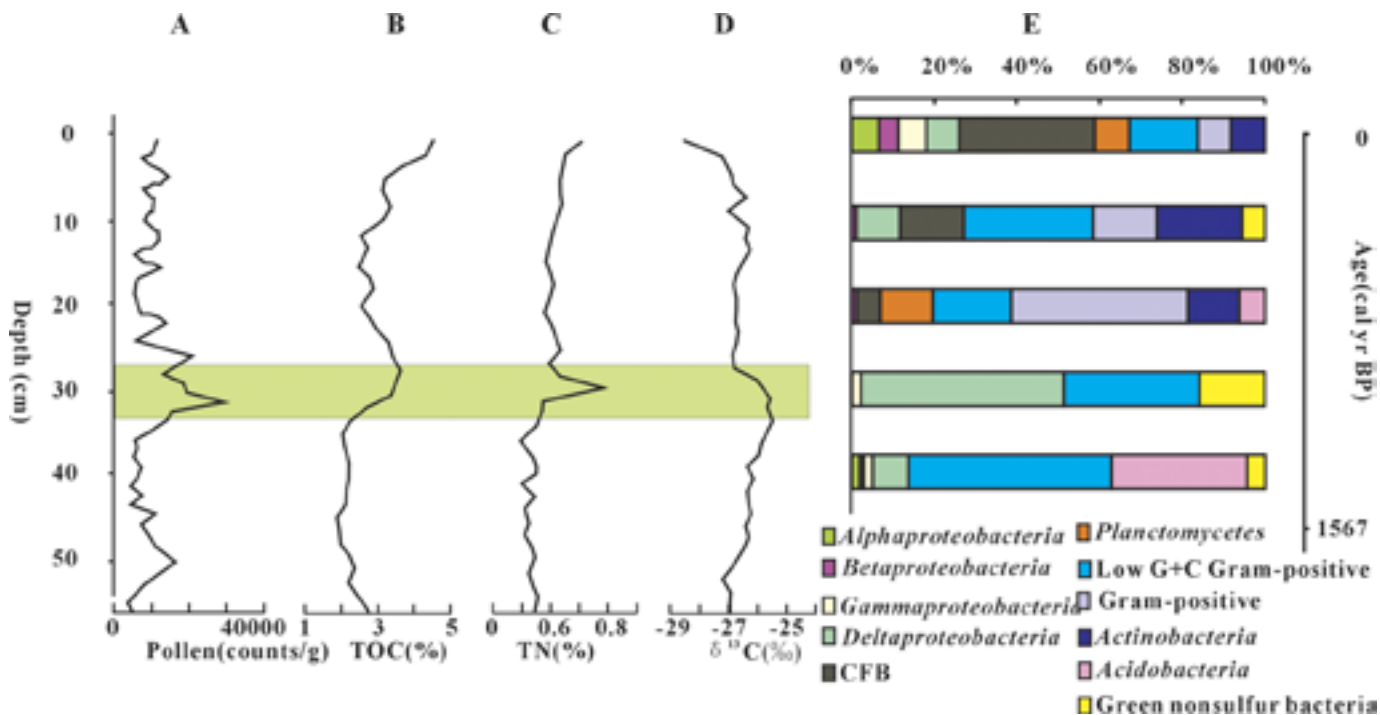 A B C D E
0% 20% 40% 60% 80% 100%
0
10
20
30
40
50
Depth (cm)
0 40000
Pollen(counts/g)
1 3 5
TOC(%)
0 0.6 0.8
TN(%)
-29 -27 -25
δ ¹³C(‰)
0
1567
Age(cal yr BP)
Alphaproteobacteria
Betaproteobacteria
Gammaproteobacteria
Deltaproteobacteria
CFB
Planctomycetes
Low G+C Gram-positive
Gram-positive
Actinobacteria
Acidobacteria
Green nonsulfur bacteria